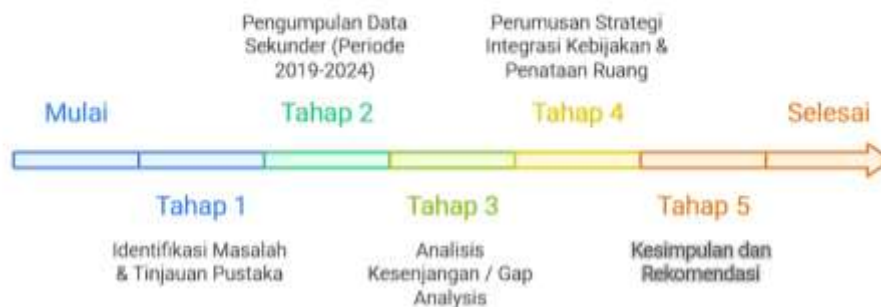 Pengumpulan Data
Sekunder (Periode
2019-2024)
Perumusan Strategi
Integrasi Kebijakan &
Penataan Ruang
Mulai
Tahap 2
Tahap 4
Selesai
Tahap 1
Tahap 3
Tahap 5
Identifikasi Masalah
& Tinjauan Pustaka
Analisis
Kesenjangan / Gap
Analysis
Kesimpulan dan
Rekomendasi